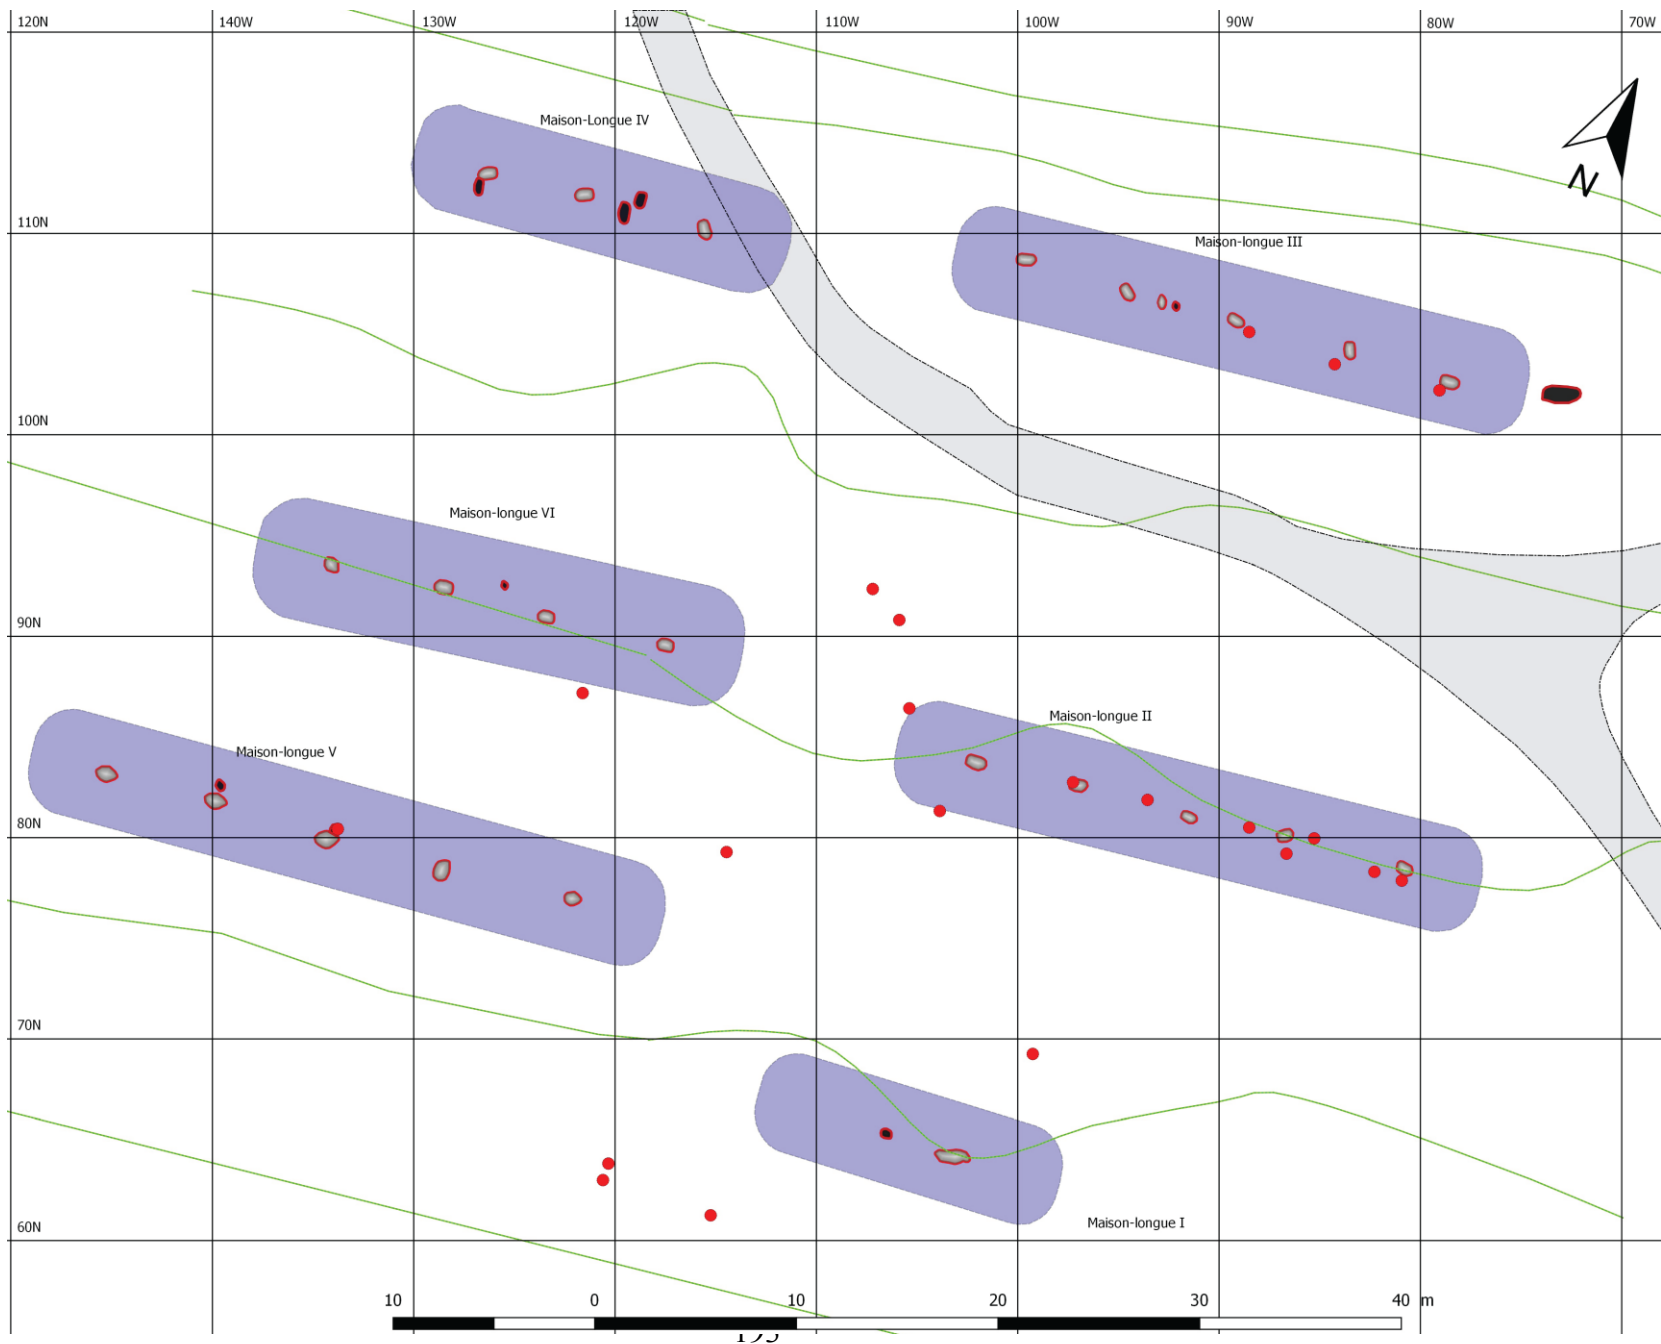 120N 140W 130W 120W 110W 100W 90W 80W 70W
Maison-Longue IV
N
110N
Maison-longue III
100N
Maison-longue VI
90N
Maison-longue II
Maison-longue V
80N
70N
60N
Maison-longue I
10 0 10 20 30 40 m
195